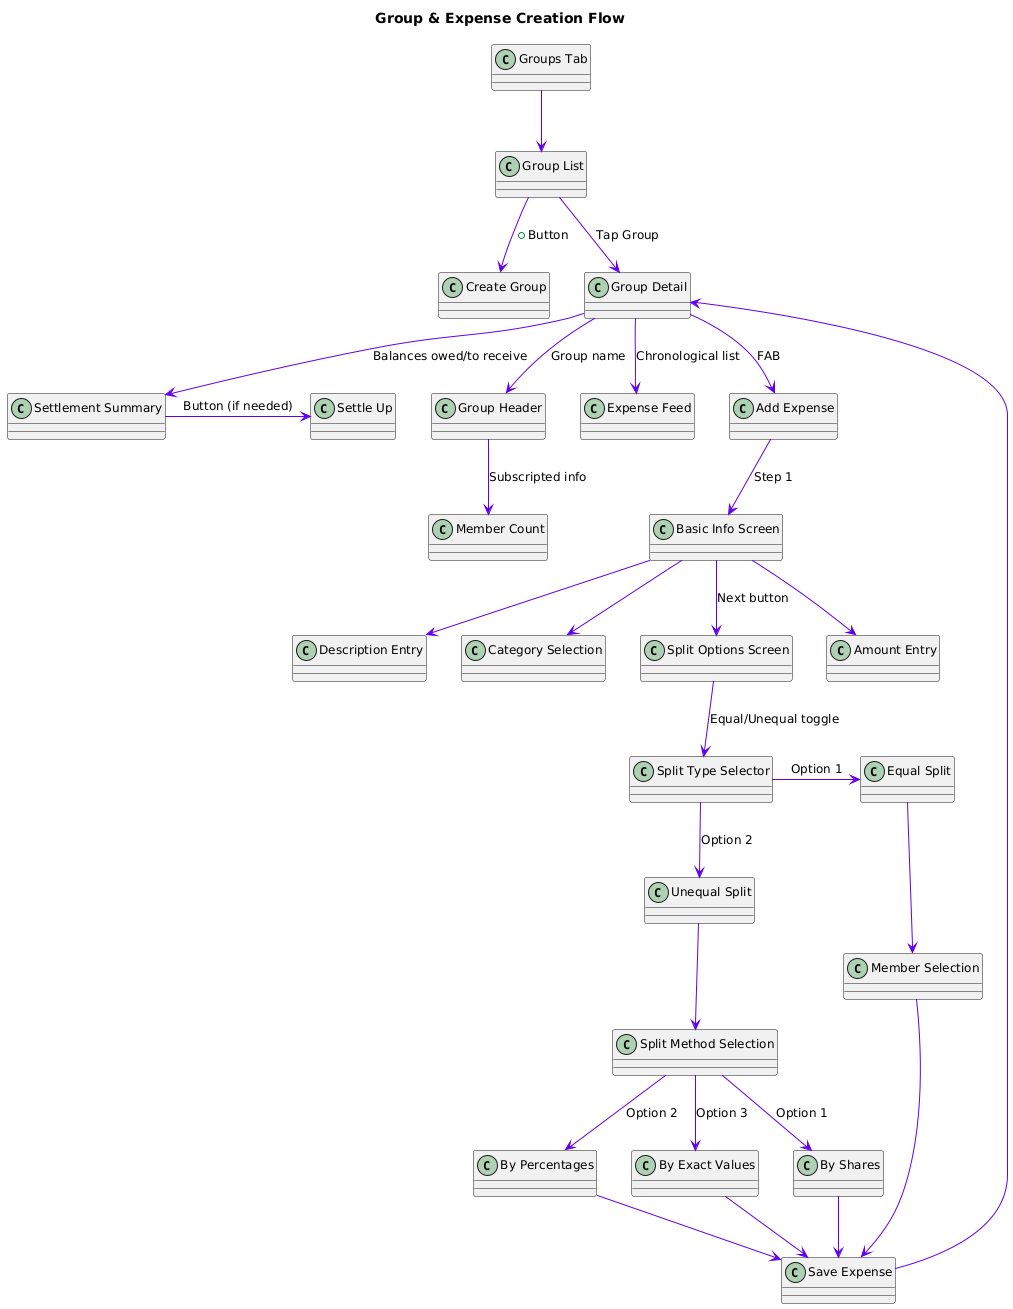 Group & Expense Creation Flow
C Groups Tab
C Group List
Button
Tap Group
C Create Group
C Group Detail
Balances owed/to receive
Group name
Chronological list
FAB
C Settlement Summary
Button (if needed)
C Settle Up
C Group Header
C Expense Feed
C Add Expense
Subscripted info
Step 1
C Member Count
C Basic Info Screen
Next button
C Description Entry
C Category Selection
C Split Options Screen
C Amount Entry
Equal/Unequal toggle
C Split Type Selector
Option 1
C Equal Split
Option 2
C Unequal Split
C Member Selection
C Split Method Selection
Option 2
Option 3
Option 1
C By Percentages
C By Exact Values
C By Shares
C Save Expense